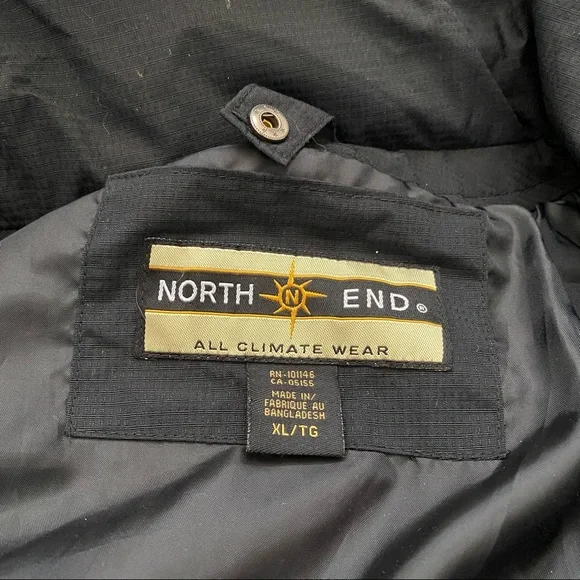 NORTH N END ®
ALL CLIMATE WEAR
RN-101146
CA-05155
MADE IN/
FABRIQUE AU
BANGLADESH
XL/TG